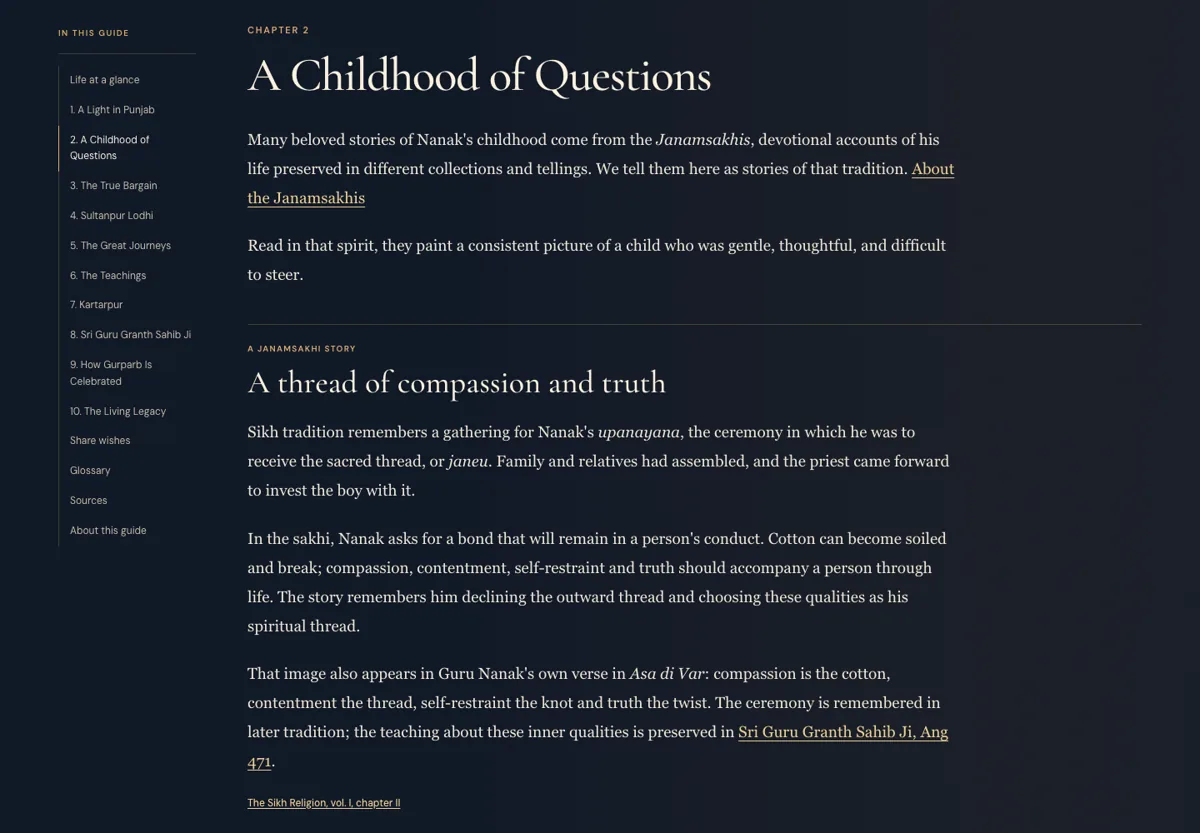 IN THIS GUIDE
Life at a glance
1. A Light in Punjab
2. A Childhood of
Questions
3. The True Bargain
4. Sultanpur Lodhi
5. The Great Journeys
6. The Teachings
7. Kartarpur
8. Sri Guru Granth Sahib Ji
9. How Gurparb Is
Celebrated
10. The Living Legacy
Share wishes
Glossary
Sources
About this guide
CHAPTER 2
A Childhood of Questions
Many beloved stories of Nanak's childhood come from the Janamsakhis, devotional accounts of his
life preserved in different collections and tellings. We tell them here as stories of that tradition. About
the Janamsakhis
Read in that spirit, they paint a consistent picture of a child who was gentle, thoughtful, and difficult
to steer.
A JANAMSAKHI STORY
A thread of compassion and truth
Sikh tradition remembers a gathering for Nanak's upanayana, the ceremony in which he was to
receive the sacred thread, or janeu. Family and relatives had assembled, and the priest came forward
to invest the boy with it.
In the sakhi, Nanak asks for a bond that will remain in a person's conduct. Cotton can become soiled
and break; compassion, contentment, self-restraint and truth should accompany a person through
life. The story remembers him declining the outward thread and choosing these qualities as his
spiritual thread.
That image also appears in Guru Nanak's own verse in Asa di Var: compassion is the cotton,
contentment the thread, self-restraint the knot and truth the twist. The ceremony is remembered in
later tradition; the teaching about these inner qualities is preserved in Sri Guru Granth Sahib Ji, Ang
471.
The Sikh Religion, vol. I, chapter II